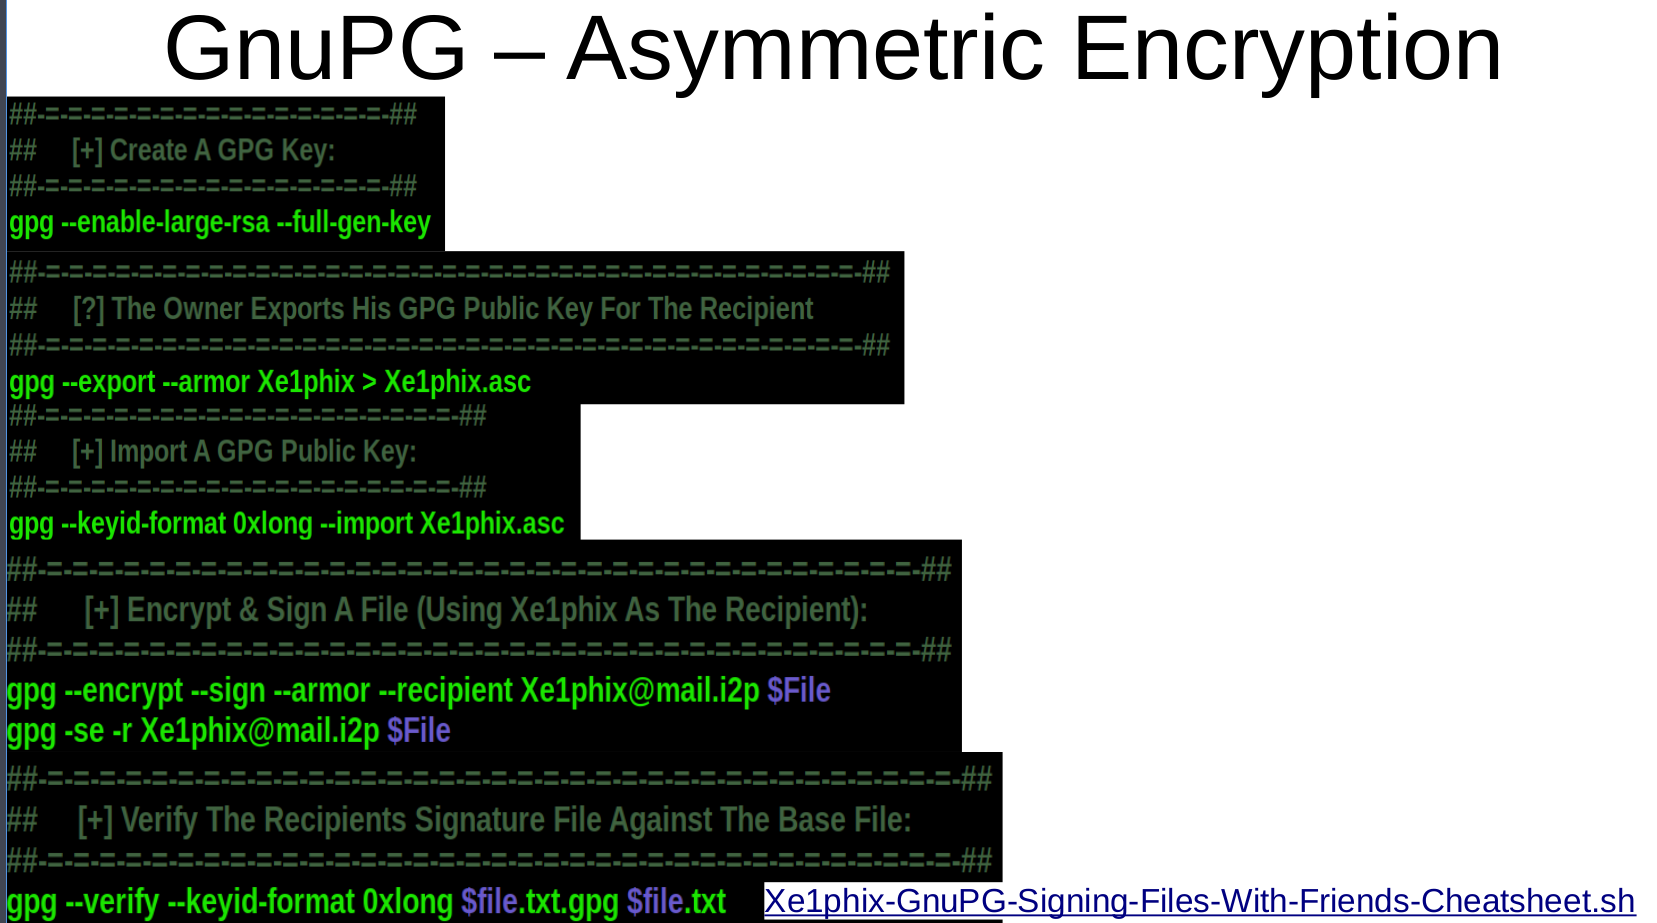 GnuPG – Asymmetric Encryption
##-=-=-=-=-=-=-=-=-=-=-=-=-=-=-=-##
## [+] Create A GPG Key:
##-=-=-=-=-=-=-=-=-=-=-=-=-=-=-=-##
gpg --enable-large-rsa --full-gen-key
##-=-=-=-=-=-=-=-=-=-=-=-=-=-=-=-=-=-=-=-=-=-=-=-=-=-=-=-=-=-=-=-=-=-=-=-##
## [?] The Owner Exports His GPG Public Key For The Recipient
##-=-=-=-=-=-=-=-=-=-=-=-=-=-=-=-=-=-=-=-=-=-=-=-=-=-=-=-=-=-=-=-=-=-=-=-##
gpg --export --armor Xe1phix > Xe1phix.asc
##-=-=-=-=-=-=-=-=-=-=-=-=-=-=-=-=-=-=-##
## [+] Import A GPG Public Key:
##-=-=-=-=-=-=-=-=-=-=-=-=-=-=-=-=-=-=-##
gpg --keyid-format 0xlong --import Xe1phix.asc
##-=-=-=-=-=-=-=-=-=-=-=-=-=-=-=-=-=-=-=-=-=-=-=-=-=-=-=-=-=-=-=-=-=-=-##
## [+] Encrypt & Sign A File (Using Xe1phix As The Recipient):
##-=-=-=-=-=-=-=-=-=-=-=-=-=-=-=-=-=-=-=-=-=-=-=-=-=-=-=-=-=-=-=-=-=-=-##
gpg --encrypt --sign --armor --recipient Xe1phix@mail.i2p $File
gpg -se -r Xe1phix@mail.i2p $File
##-=-=-=-=-=-=-=-=-=-=-=-=-=-=-=-=-=-=-=-=-=-=-=-=-=-=-=-=-=-=-=-=-=-=-=-##
## [+] Verify The Recipients Signature File Against The Base File:
##-=-=-=-=-=-=-=-=-=-=-=-=-=-=-=-=-=-=-=-=-=-=-=-=-=-=-=-=-=-=-=-=-=-=-=-##
gpg --verify --keyid-format 0xlong $file.txt.gpg $file.txt
Xe1phix-GnuPG-Signing-Files-With-Friends-Cheatsheet.sh